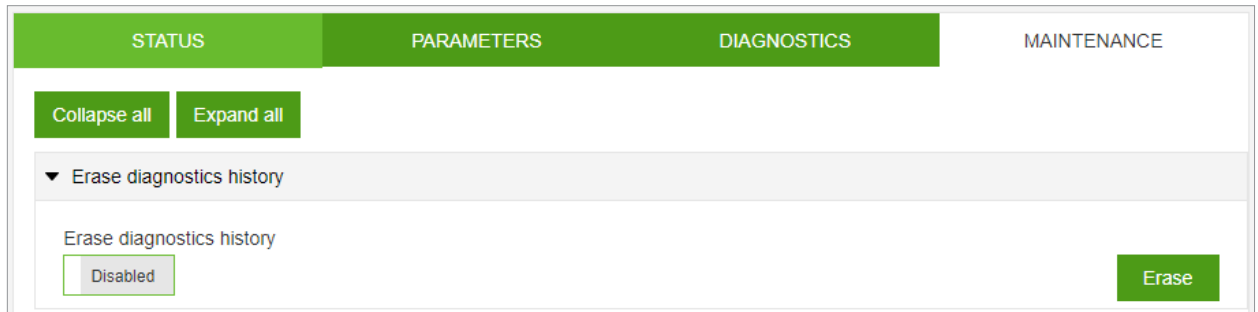 STATUS PARAMETERS DIAGNOSTICS MAINTENANCE
Collapse all Expand all
Erase diagnostics history
Erase diagnostics history
Disabled Erase